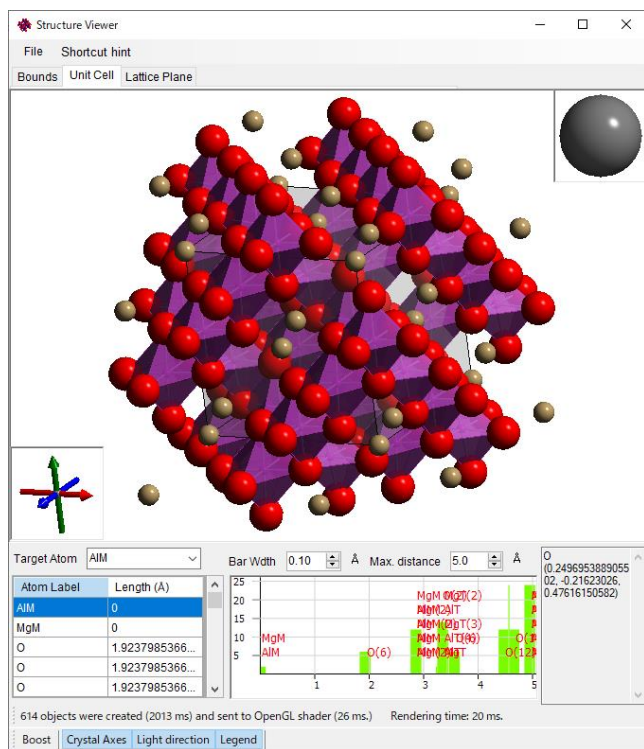 Structure Viewer
File Shortcut hint
Bounds Unit Cell Lattice Plane
Target Atom AlM Bar Wdth 0.10 Å Max. distance 5.0 Å
Atom Label Length (Å)
AlM 0
MgM 0
O 1.9237985366...
O 1.9237985366...
O 1.9237985366...
25
20
15
10
5
MgM
AlM
O(6)
1 2 3 4 5
O
(0.2496953889055
02, -0.21623026,
0.47616150582)
614 objects were created (2013 ms) and sent to OpenGL shader (26 ms.) Rendering time: 20 ms.
Boost Crystal Axes Light direction Legend